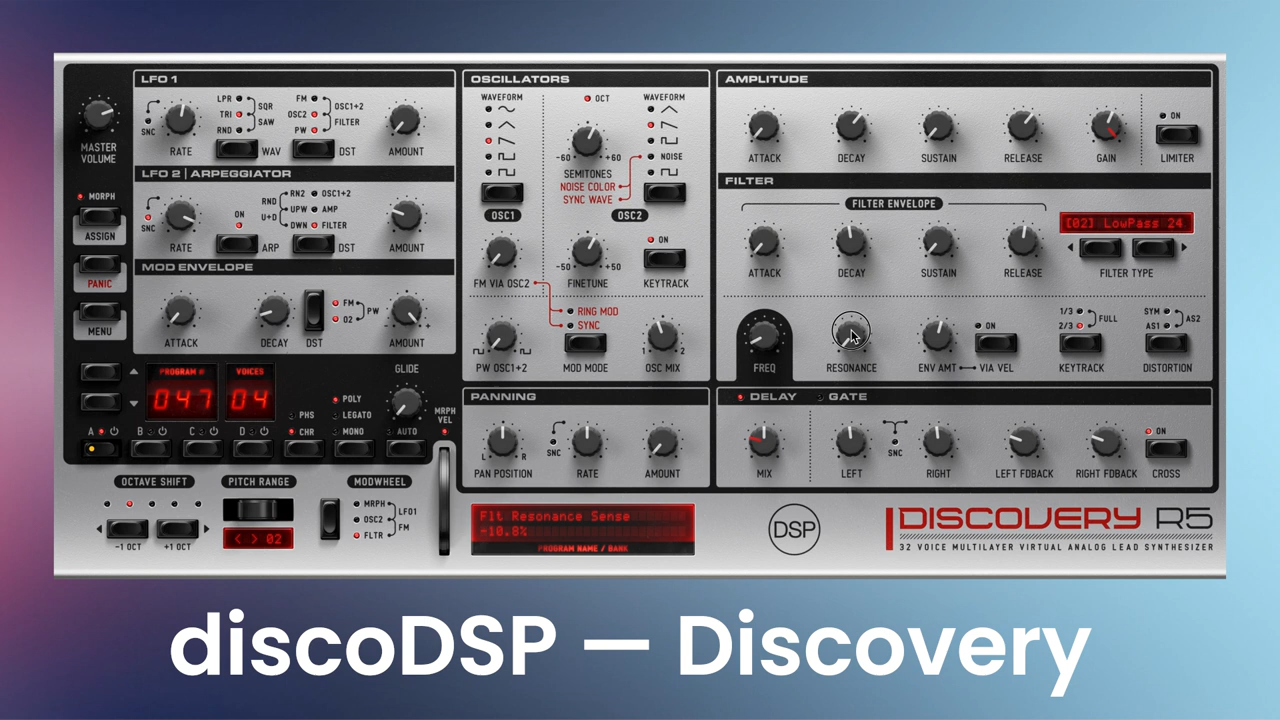 LFO 1
LPR
TRI
RND
SQR
SAW
FM
OSC2
PW
OSC1+2
FILTER
SNC
RATE
WAV
DST
AMOUNT
MASTER
VOLUME
LFO 2 | ARPEGGIATOR
MORPH
ASSIGN
PANIC
MENU
SNC
RATE
ON
ARP
RND
U+D
RN2
UPW
DWN
OSC1+2
AMP
FILTER
DST
AMOUNT
MOD ENVELOPE
ATTACK
DECAY
DST
FM
O2
PW
AMOUNT
PROGRAM #
047
VOICES
04
GLIDE
PHS
CHR
POLY
LEGATO
MONO
AUTO
MRPH
VEL
A
B
C
D
OCTAVE SHIFT
-1 OCT
+1 OCT
PITCH RANGE
< > 02
MODWHEEL
MRPH
OSC2
FLTR
LFO1
FM
OSCILLATORS
WAVEFORM
OCT
WAVEFORM
-60
+60
SEMITONES
NOISE
NOISE COLOR
SYNC WAVE
OSC1
OSC2
FM VIA OSC2
-50
+50
FINETUNE
ON
KEYTRACK
RING MOD
SYNC
PW OSC1+2
MOD MODE
1
2
OSC MIX
PANNING
L
R
PAN POSITION
SNC
RATE
AMOUNT
AMPLITUDE
ATTACK
DECAY
SUSTAIN
RELEASE
GAIN
ON
LIMITER
FILTER
FILTER ENVELOPE
[02] LowPass 24
ATTACK
DECAY
SUSTAIN
RELEASE
FILTER TYPE
FREQ
RESONANCE
ENV AMT
ON
VIA VEL
1/3
2/3
FULL
KEYTRACK
SYM
AS1
AS2
DISTORTION
DELAY
GATE
MIX
LEFT
SNC
RIGHT
LEFT FDBACK
RIGHT FDBACK
ON
CROSS
Flt Resonance Sense
-10.8%
PROGRAM NAME / BANK
DSP
DISCOVERY R5
32 VOICE MULTILAYER VIRTUAL ANALOG LEAD SYNTHESIZER
discoDSP — Discovery